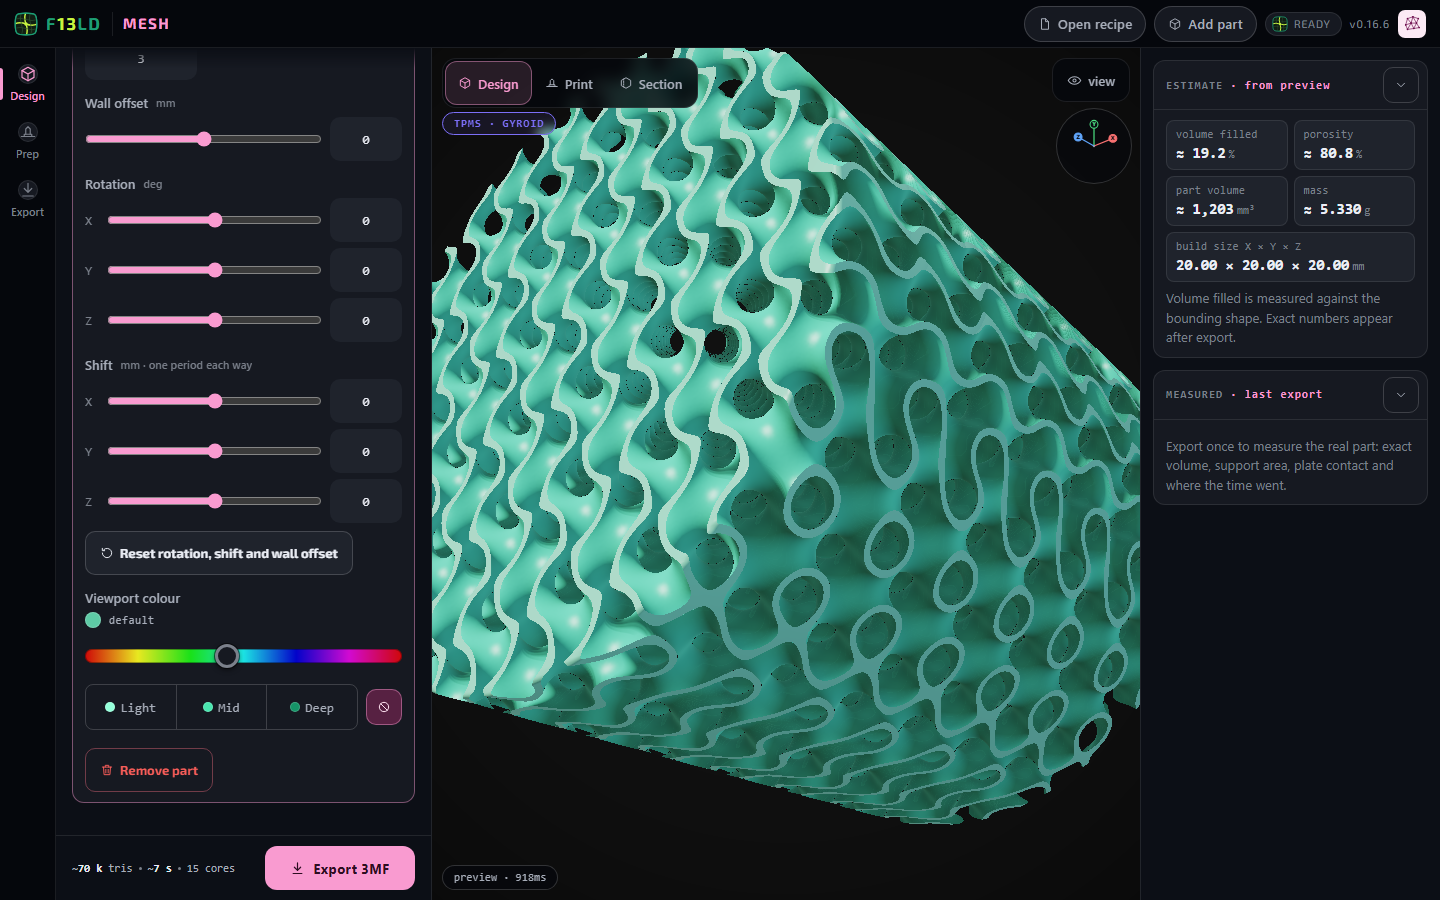 F13LD MESH
Open recipe
Add part
READY
v0.16.6
Design
Prep
Export
3
Wall offset mm
0
Rotation deg
X 0
Y 0
Z 0
Shift mm · one period each way
X 0
Y 0
Z 0
Reset rotation, shift and wall offset
Viewport colour
default
Light
Mid
Deep
Remove part
~70 k tris • ~7 s • 15 cores
Export 3MF
Design
Print
Section
TPMS · GYROID
view
Y
Z
X
preview · 918ms
ESTIMATE · from preview
volume filled
≈ 19.2 %
porosity
≈ 80.8 %
part volume
≈ 1,203 mm³
mass
≈ 5.330 g
build size X × Y × Z
20.00 × 20.00 × 20.00 mm
Volume filled is measured against the
bounding shape. Exact numbers appear
after export.
MEASURED · last export
Export once to measure the real part: exact
volume, support area, plate contact and
where the time went.